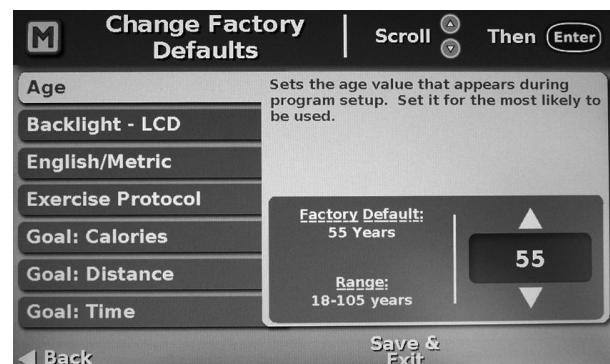 M
Change Factory
Defaults
Scroll
Then
Enter
Age
Backlight - LCD
English/Metric
Exercise Protocol
Goal: Calories
Goal: Distance
Goal: Time
Sets the age value that appears during
program setup. Set it for the most likely to
be used.
Factory Default:
55 Years
Range:
18-105 years
55
Back
Save &
Exit